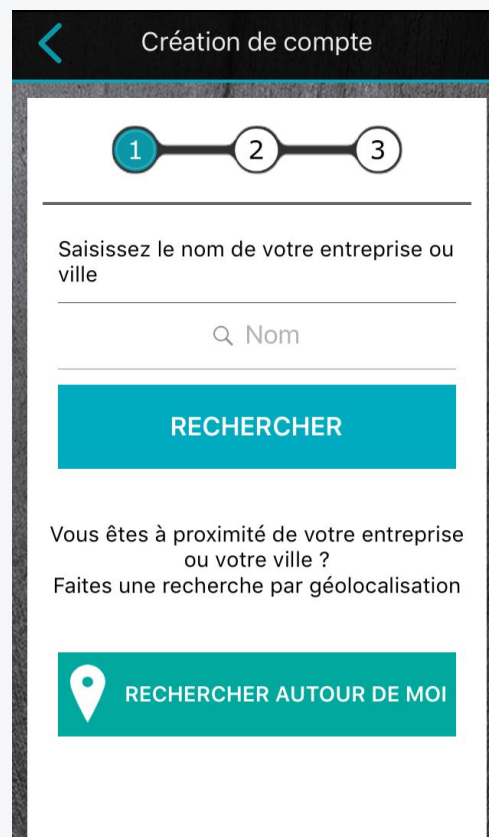 Création de compte
1 2 3
Saisissez le nom de votre entreprise ou
ville
Nom
RECHERCHER
Vous êtes à proximité de votre entreprise
ou votre ville ?
Faites une recherche par géolocalisation
RECHERCHER AUTOUR DE MOI